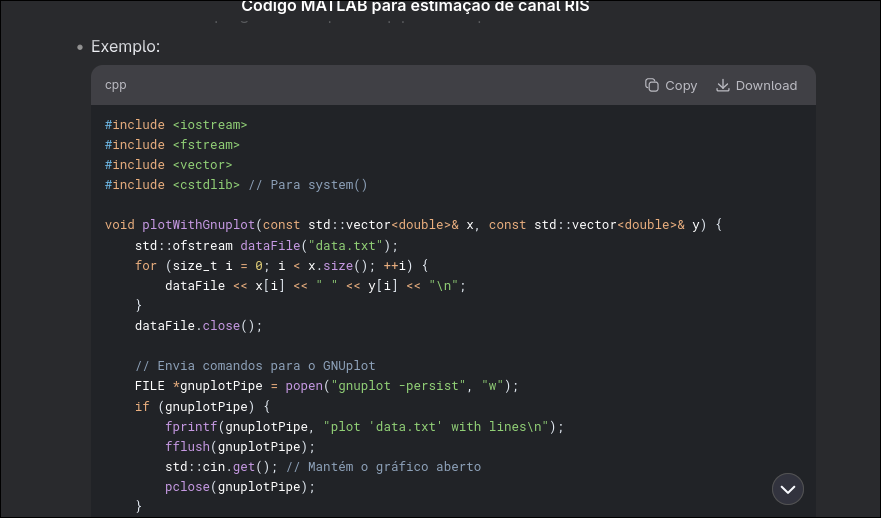 Código MATLAB para estimação de canal RIS
Exemplo:
cpp
Copy
Download
#include <iostream>
#include <fstream>
#include <vector>
#include <cstdlib> // Para system()
void plotWithGnuplot(const std::vector<double>& x, const std::vector<double>& y) {
    std::ofstream dataFile("data.txt");
    for (size_t i = 0; i < x.size(); ++i) {
        dataFile << x[i] << " " << y[i] << "\n";
    }
    dataFile.close();
    // Envia comandos para o GNUplot
    FILE *gnuplotPipe = popen("gnuplot -persist", "w");
    if (gnuplotPipe) {
        fprintf(gnuplotPipe, "plot 'data.txt' with lines\n");
        fflush(gnuplotPipe);
        std::cin.get(); // Mantém o gráfico aberto
        pclose(gnuplotPipe);
    }